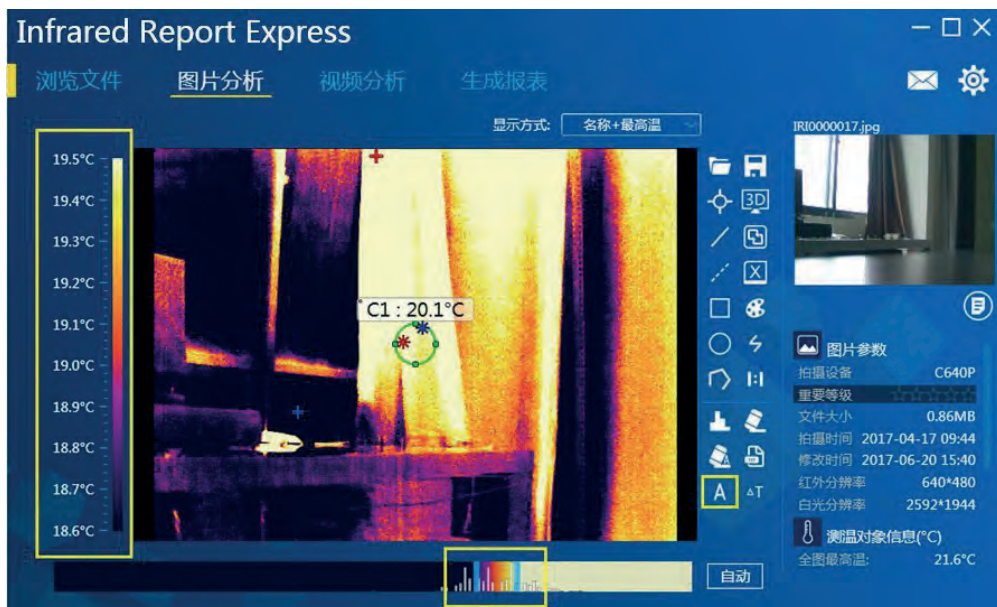 Infrared Report Express
浏览文件 图片分析 视频分析 生成报表
显示方式: 名称+最高温
IRI0000017.jpg
19.5°C
19.4°C
19.3°C
19.2°C
19.1°C
19.0°C
18.9°C
18.8°C
18.7°C
18.6°C
C1 : 20.1°C
3D
X
1:1
A ΔT
图片参数
拍摄设备 C640P
重要等级
文件大小 0.86MB
拍摄时间 2017-04-17 09:44
修改时间 2017-06-20 15:40
红外分辨率 640*480
白光分辨率 2592*1944
测温对象信息(°C)
全图最高温: 21.6°C
自动